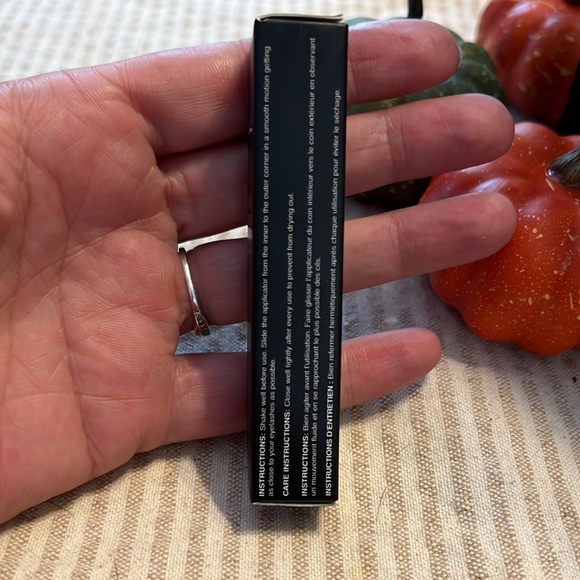 INSTRUCTIONS: Shake well before use. Slide the applicator from the inner to the outer corner in a smooth motion getting
as close to your eyelashes as possible.
CARE INSTRUCTIONS: Close well tightly after every use to prevent from drying out.
INSTRUCTIONS: Bien agiter avant l'utilisation. Faire glisser l'applicateur du coin intérieur vers le coin extérieur en observant
un mouvement fluide et en se rapprochant le plus possible des cils.
INSTRUCTIONS D'ENTRETIEN : Bien refermer hermétiquement après chaque utilisation pour éviter le séchage.